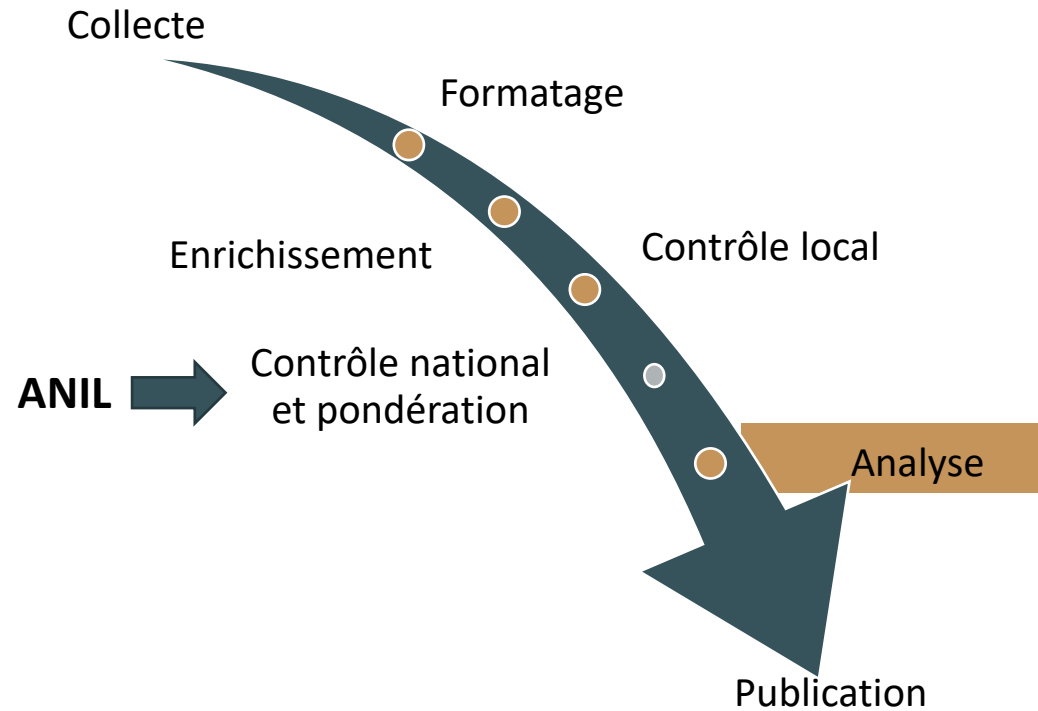 Collecte
Formatage
Enrichissement
Contrôle local
ANIL
Contrôle national
et pondération
Analyse
Publication